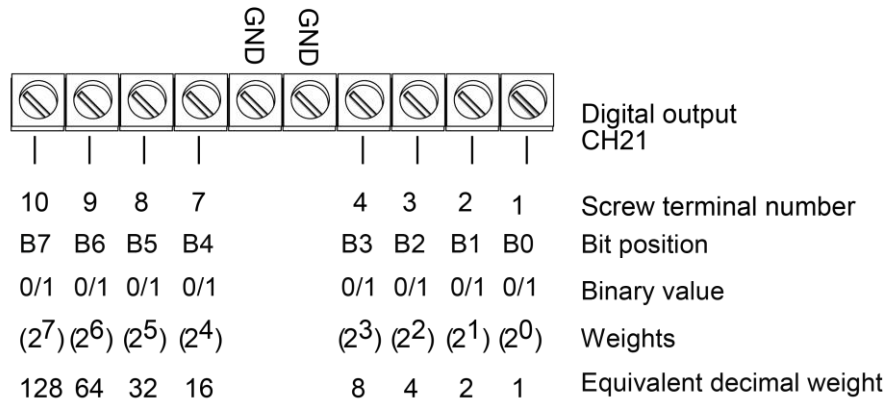 GND GND
Digital output
CH21
10 9 8 7 4 3 2 1 Screw terminal number
B7 B6 B5 B4 B3 B2 B1 B0 Bit position
0/1 0/1 0/1 0/1 0/1 0/1 0/1 0/1 Binary value
(2⁷) (2⁶) (2⁵) (2⁴) (2³) (2²) (2¹) (2⁰) Weights
128 64 32 16 8 4 2 1 Equivalent decimal weight